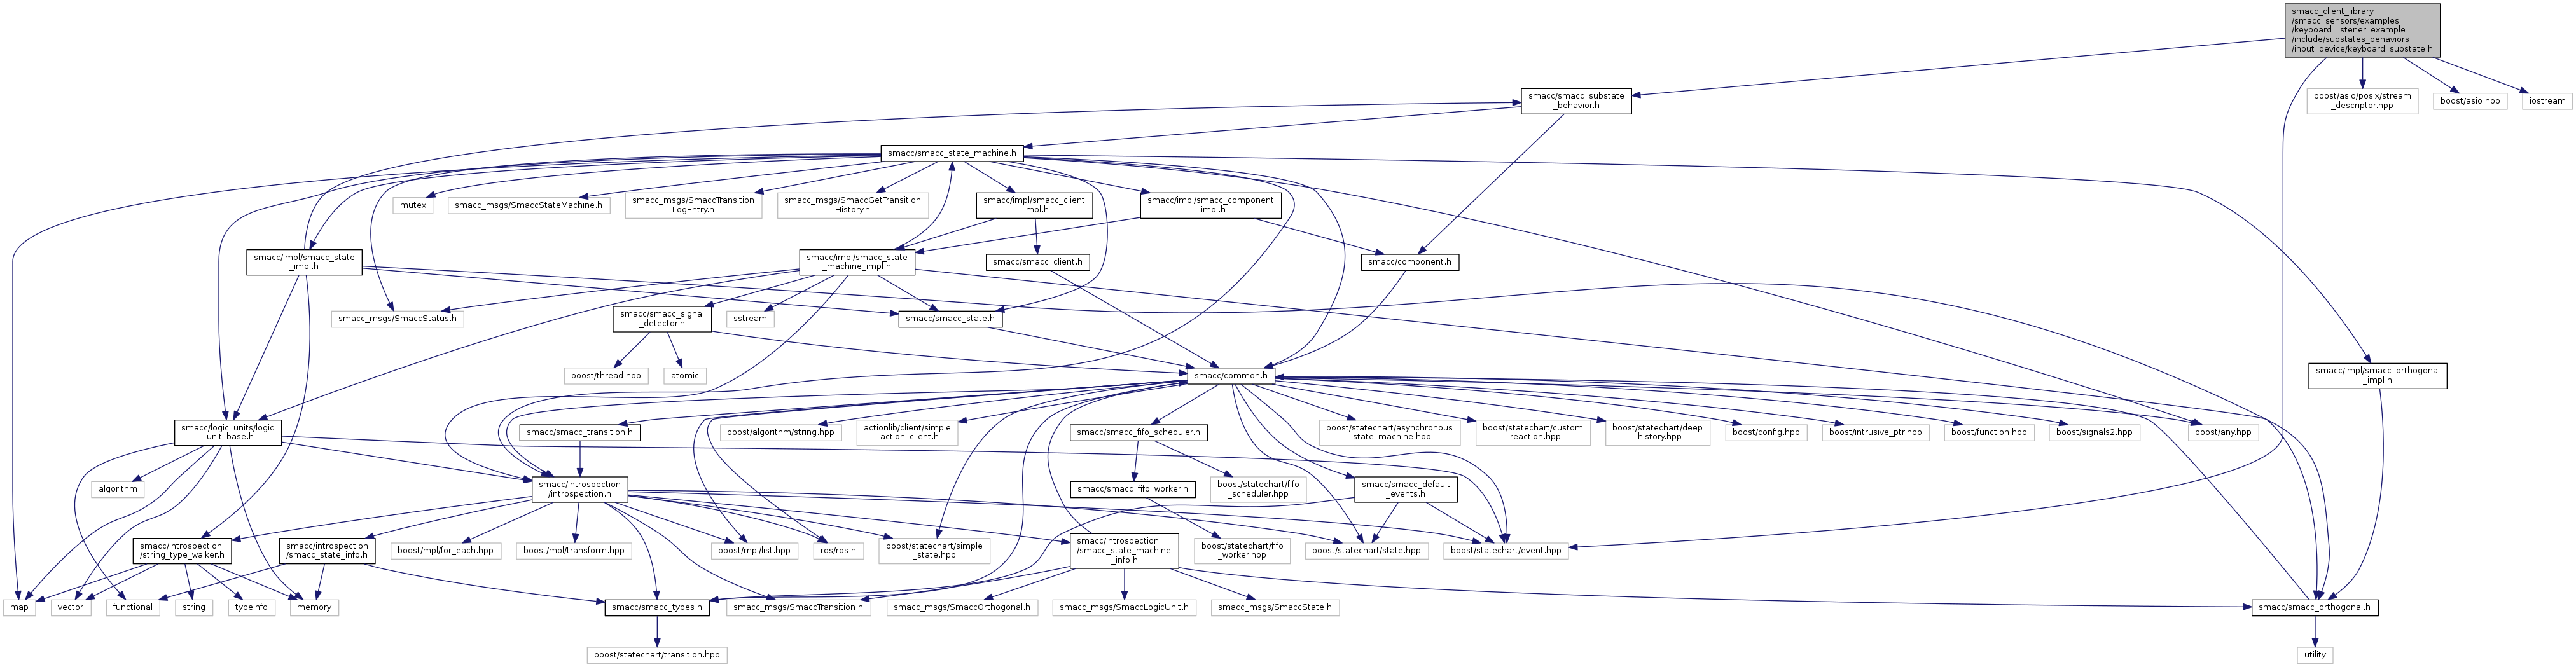 smacc_client_library
/smacc_sensors/examples
/keyboard_listener_example
/include/substates_behaviors
/input_device/keyboard_substate.h
smacc/smacc_substate
_behavior.h
boost/asio/posix/stream
_descriptor.hpp
boost/asio.hpp
iostream
smacc/smacc_state_machine.h
mutex
smacc_msgs/SmaccStateMachine.h
smacc_msgs/SmaccTransition
LogEntry.h
smacc_msgs/SmaccGetTransition
History.h
smacc/impl/smacc_client
_impl.h
smacc/impl/smacc_component
_impl.h
smacc/impl/smacc_state
_impl.h
smacc/impl/smacc_state
_machine_impl.h
smacc/smacc_client.h
smacc/component.h
smacc_msgs/SmaccStatus.h
smacc/smacc_signal
_detector.h
sstream
smacc/smacc_state.h
boost/thread.hpp
atomic
smacc/common.h
smacc/impl/smacc_orthogonal
_impl.h
smacc/logic_units/logic
_unit_base.h
smacc/smacc_transition.h
boost/algorithm/string.hpp
actionlib/client/simple
_action_client.h
smacc/smacc_fifo_scheduler.h
boost/statechart/asynchronous
_state_machine.hpp
boost/statechart/custom
_reaction.hpp
boost/statechart/deep
_history.hpp
boost/config.hpp
boost/intrusive_ptr.hpp
boost/function.hpp
boost/signals2.hpp
boost/any.hpp
algorithm
smacc/introspection
/introspection.h
smacc/smacc_fifo_worker.h
boost/statechart/fifo
_scheduler.hpp
smacc/smacc_default
_events.h
smacc/introspection
/string_type_walker.h
smacc/introspection
/smacc_state_info.h
boost/mpl/for_each.hpp
boost/mpl/transform.hpp
boost/mpl/list.hpp
ros/ros.h
boost/statechart/simple
_state.hpp
smacc/introspection
/smacc_state_machine
_info.h
boost/statechart/fifo
_worker.hpp
boost/statechart/state.hpp
boost/statechart/event.hpp
map
vector
functional
string
typeinfo
memory
smacc/smacc_types.h
smacc_msgs/SmaccTransition.h
smacc_msgs/SmaccOrthogonal.h
smacc_msgs/SmaccLogicUnit.h
smacc_msgs/SmaccState.h
smacc/smacc_orthogonal.h
boost/statechart/transition.hpp
utility